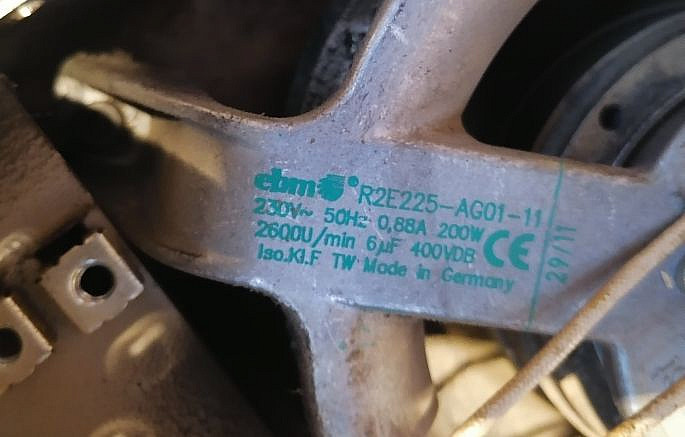 ebm® R2E225-AG01-11
230V~ 50Hz 0,88A 200W
2600U/min 6µF 400VDB
CE
Iso.Kl.F TW Made in Germany
29/11